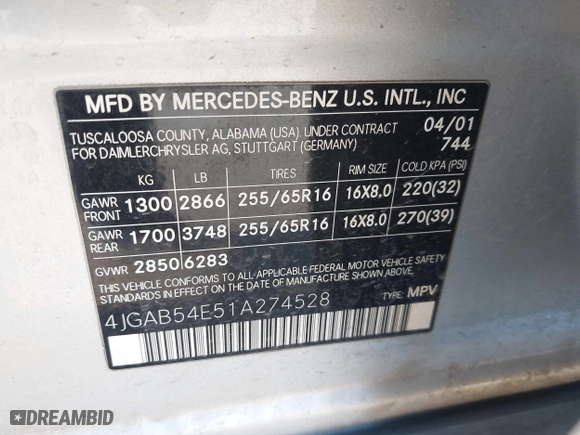 MFD BY MERCEDES-BENZ U.S. INTL., INC
TUSCALOOSA COUNTY, ALABAMA (USA). UNDER CONTRACT 04/01
FOR DAIMLERCHRYSLER AG, STUTTGART (GERMANY) 744
KG LB TIRES RIM SIZE COLD KPA (PSI)
GAWR FRONT 1300 2866 255/65R16 16X8.0 220(32)
GAWR REAR 1700 3748 255/65R16 16X8.0 270(39)
GVWR 2850 6283
THIS VEHICLE CONFORMS TO ALL APPLICABLE FEDERAL MOTOR VEHICLE SAFETY
STANDARDS IN EFFECT ON THE DATE OF MANUFACTURE SHOWN ABOVE.
4JGAB54E51A274528 TYPE: MPV
DREAMBID